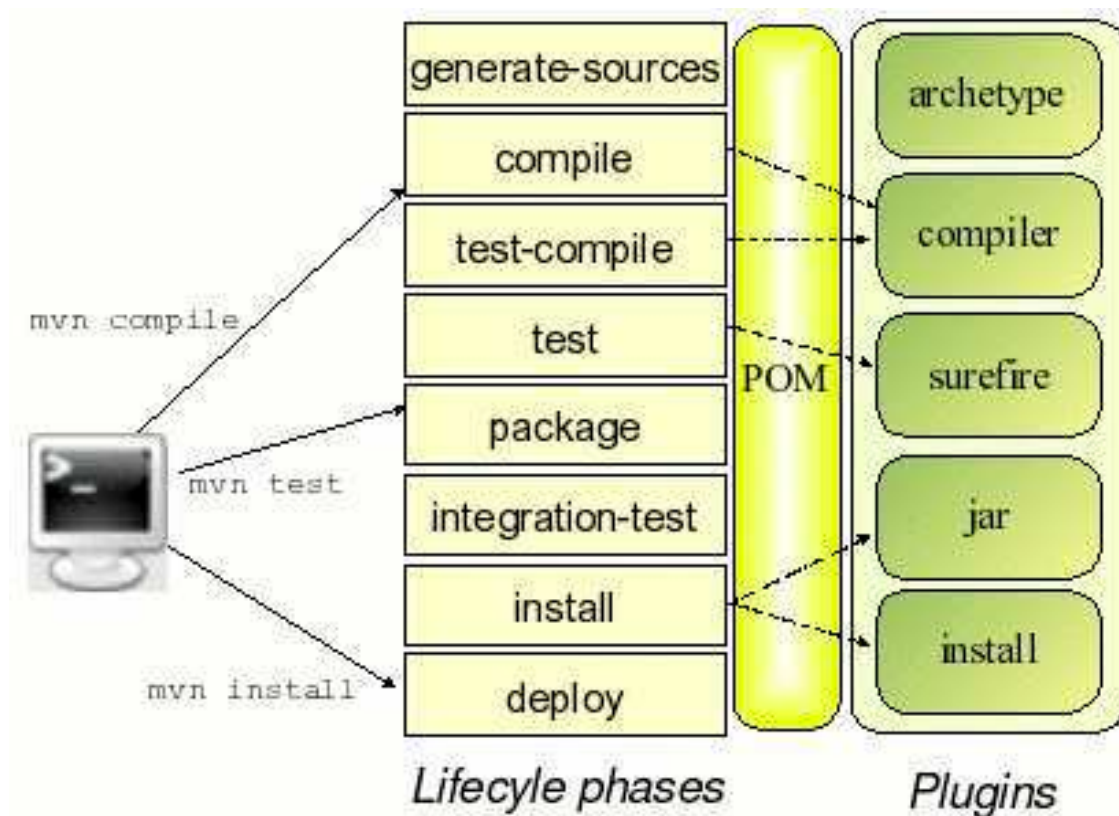 generate-sources
compile
test-compile
test
package
integration-test
install
deploy
Lifecyle phases
mvn compile
mvn test
mvn install
>_
POM
archetype
compiler
surefire
jar
install
Plugins